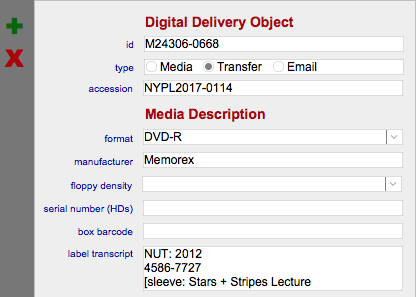 Digital Delivery Object
id M24306-0668
type Media Transfer Email
accession NYPL2017-0114
Media Description
format DVD-R
manufacturer Memorex
floppy density
serial number (HDs)
box barcode
label transcript NUT: 2012
4586-7727
[sleeve: Stars + Stripes Lecture